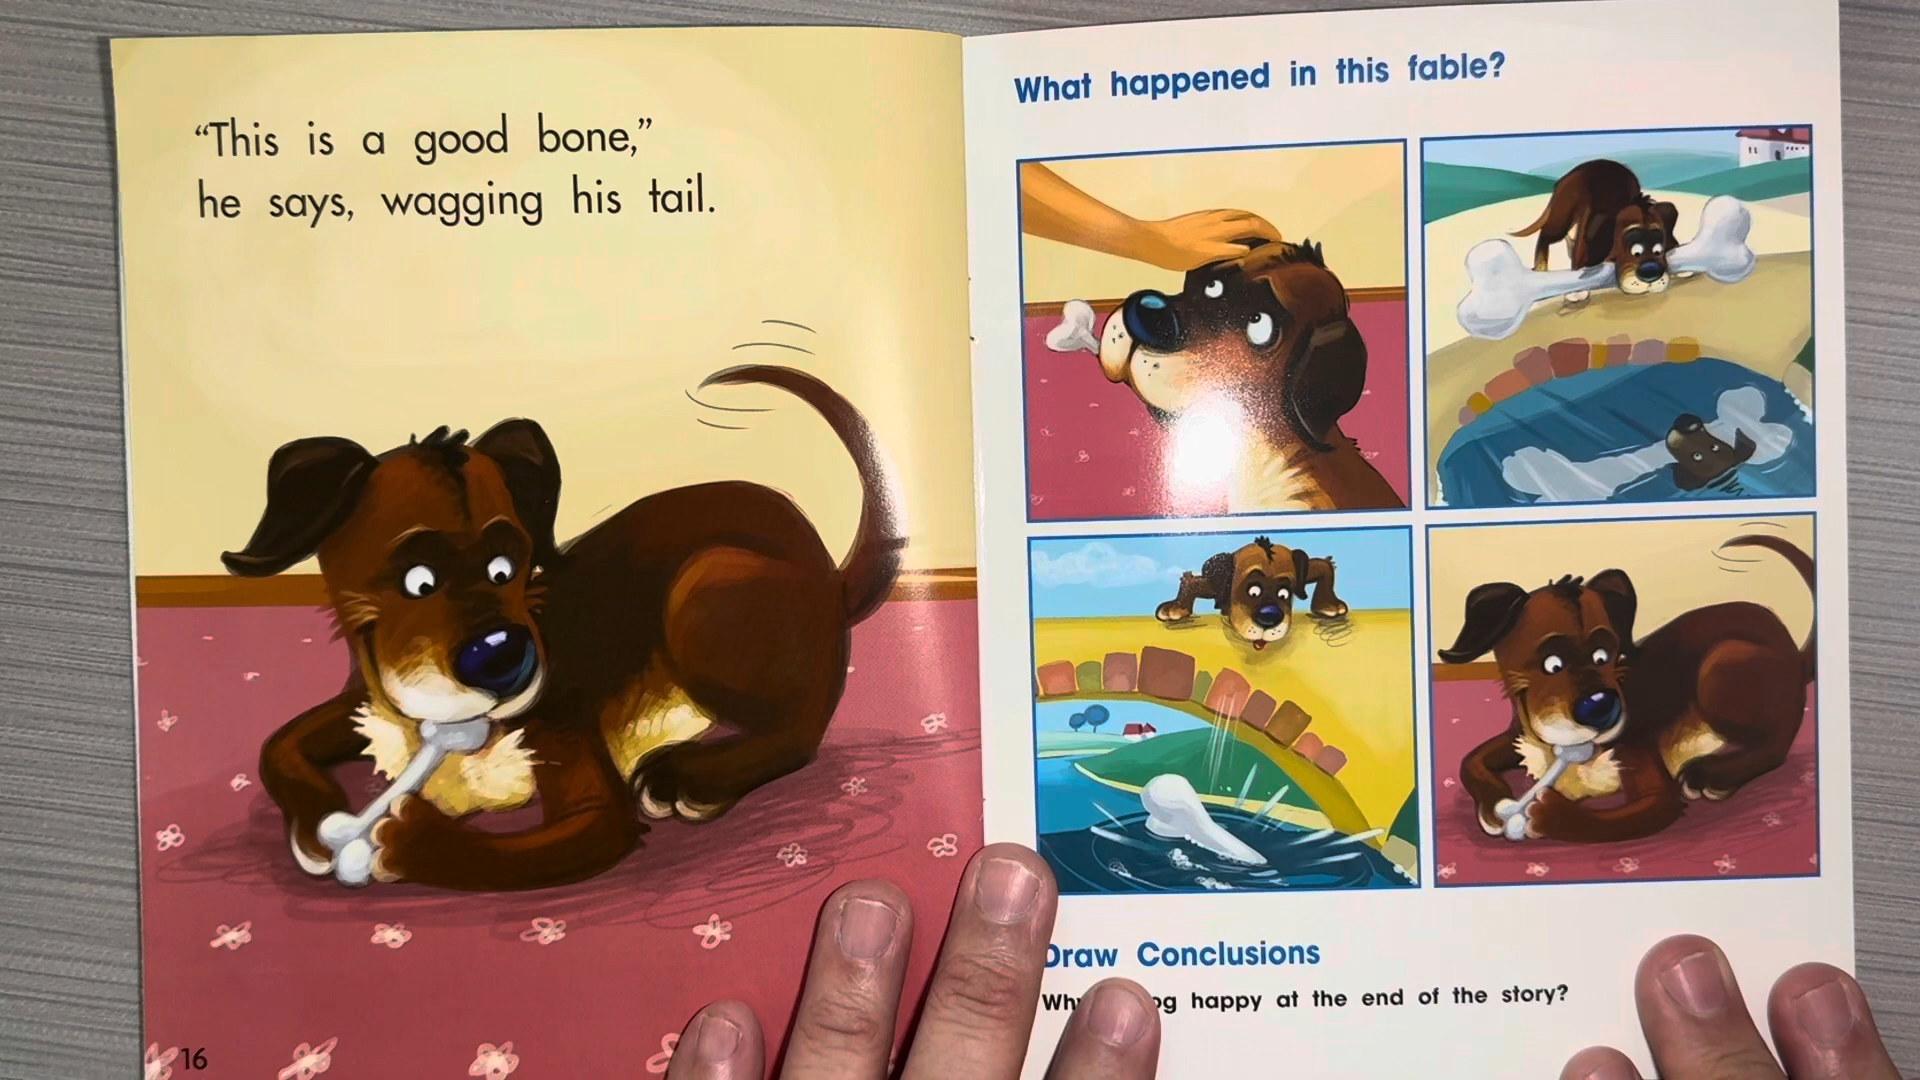 “This is a good bone,”
he says, wagging his tail.
16
What happened in this fable?
Draw Conclusions
happy at the end of the story?